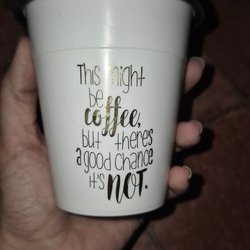 This might
be
coffee,
but theres
a good chance
it's NOT.